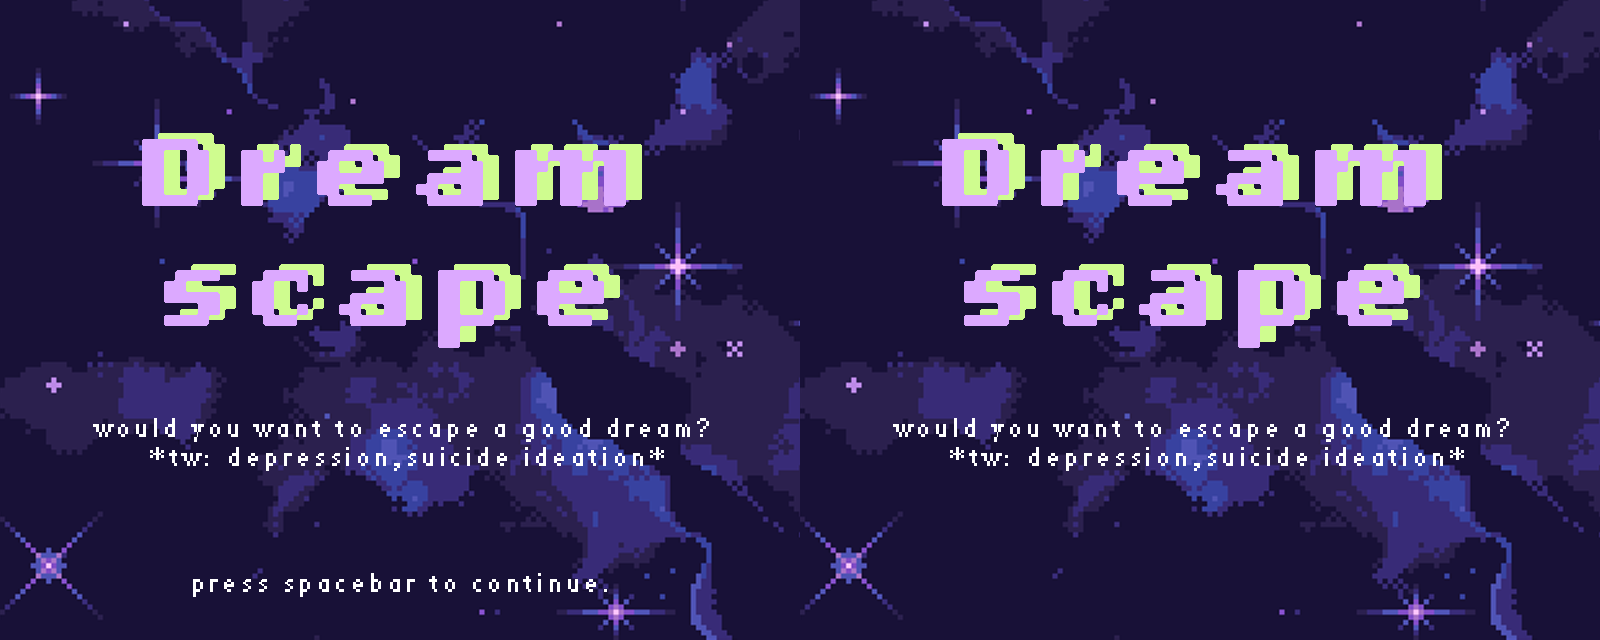 Dream
scape
would you want to escape a good dream?
*tw: depression,suicide ideation*
press spacebar to continue.
Dream
scape
would you want to escape a good dream?
*tw: depression,suicide ideation*